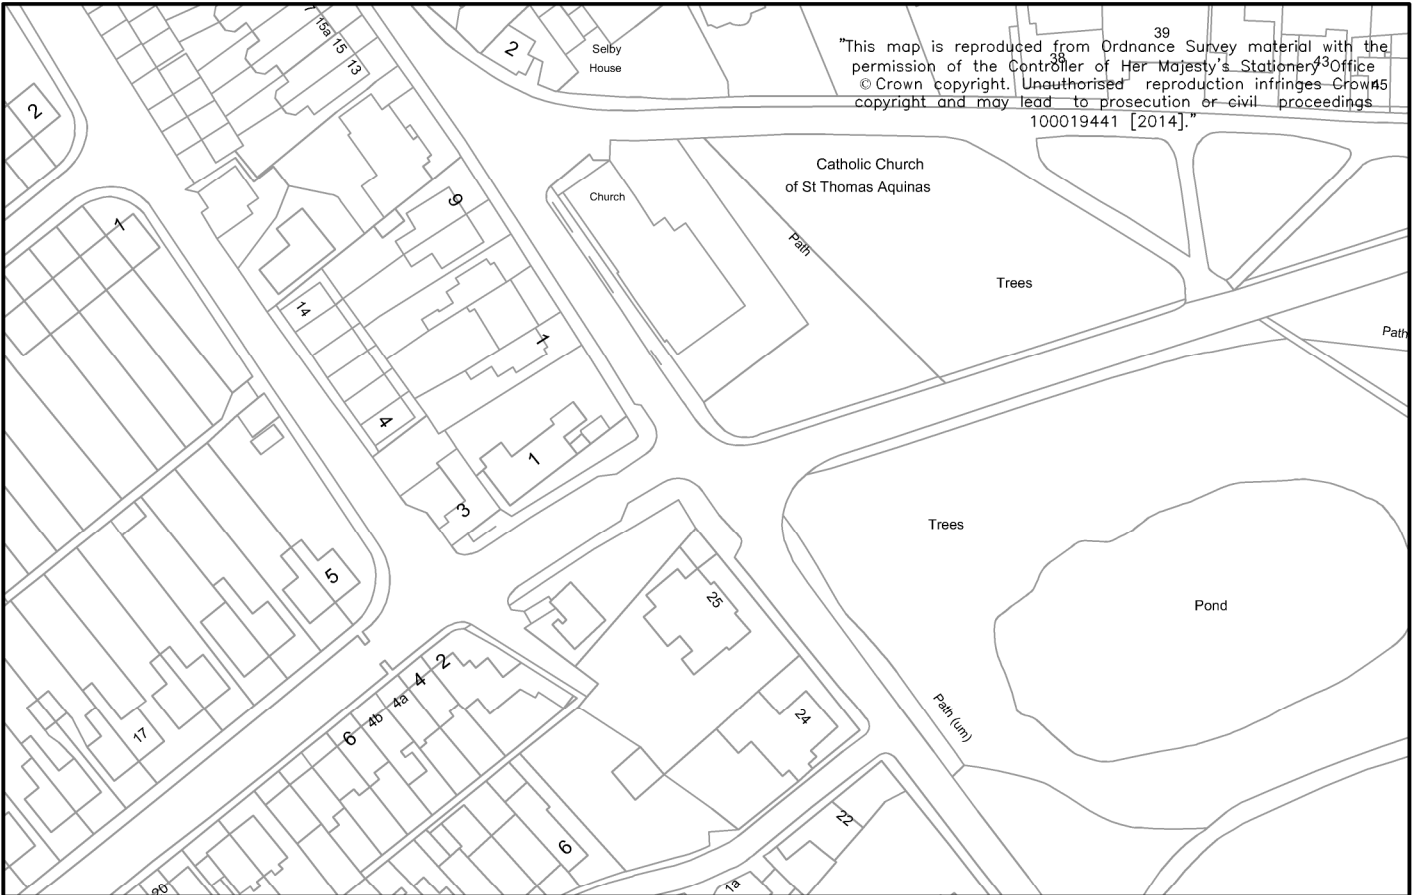 7
15a
15
13
2
Selby
House
39
"This map is reproduced from Ordnance Survey material with the
38
permission of the Controller of Her Majesty's Stationery Office
43
© Crown copyright. Unauthorised reproduction infringes Crown
45
copyright and may lead to prosecution or civil proceedings
100019441 [2014]."
2
Catholic Church
of St Thomas Aquinas
Church
9
1
Path
Trees
14
Path
1
4
1
3
Trees
5
25
Pond
2
4
4a
4b
6
17
24
Path (um)
22
6
20
1a